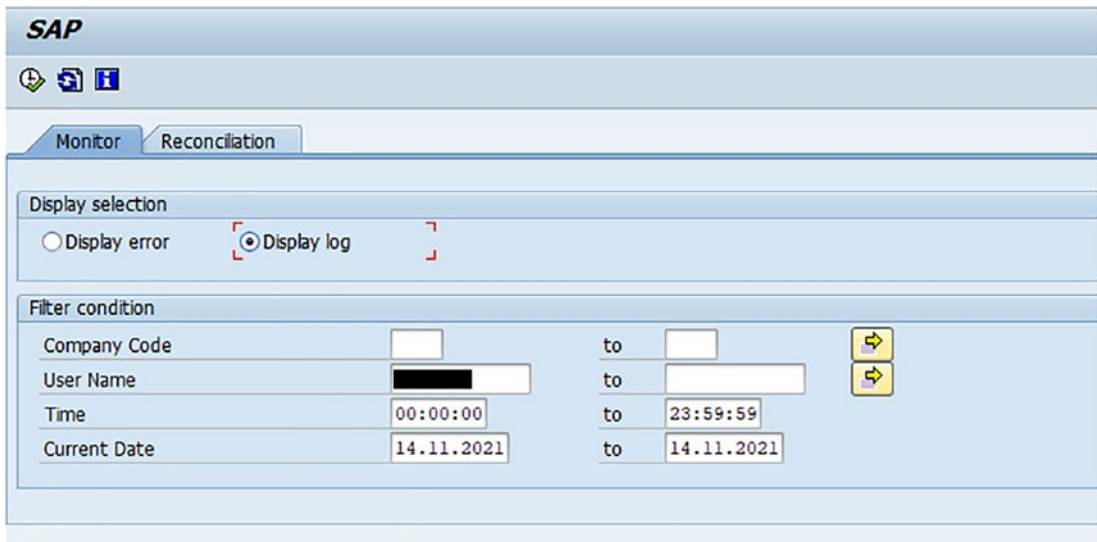 SAP
Monitor Reconciliation
Display selection
Display error Display log
Filter condition
Company Code to
User Name to
Time 00:00:00 to 23:59:59
Current Date 14.11.2021 to 14.11.2021